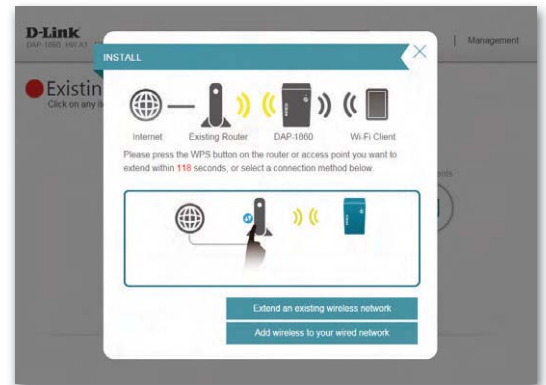 D-Link
DAP-1860 HW:A1
Management
INSTALL
Existin
Click on any it
Internet
Existing Router
DAP-1860
Wi-Fi Client
Please press the WPS button on the router or access point you want to
extend within 118 seconds, or select a connection method below.
Extend an existing wireless network
Add wireless to your wired network